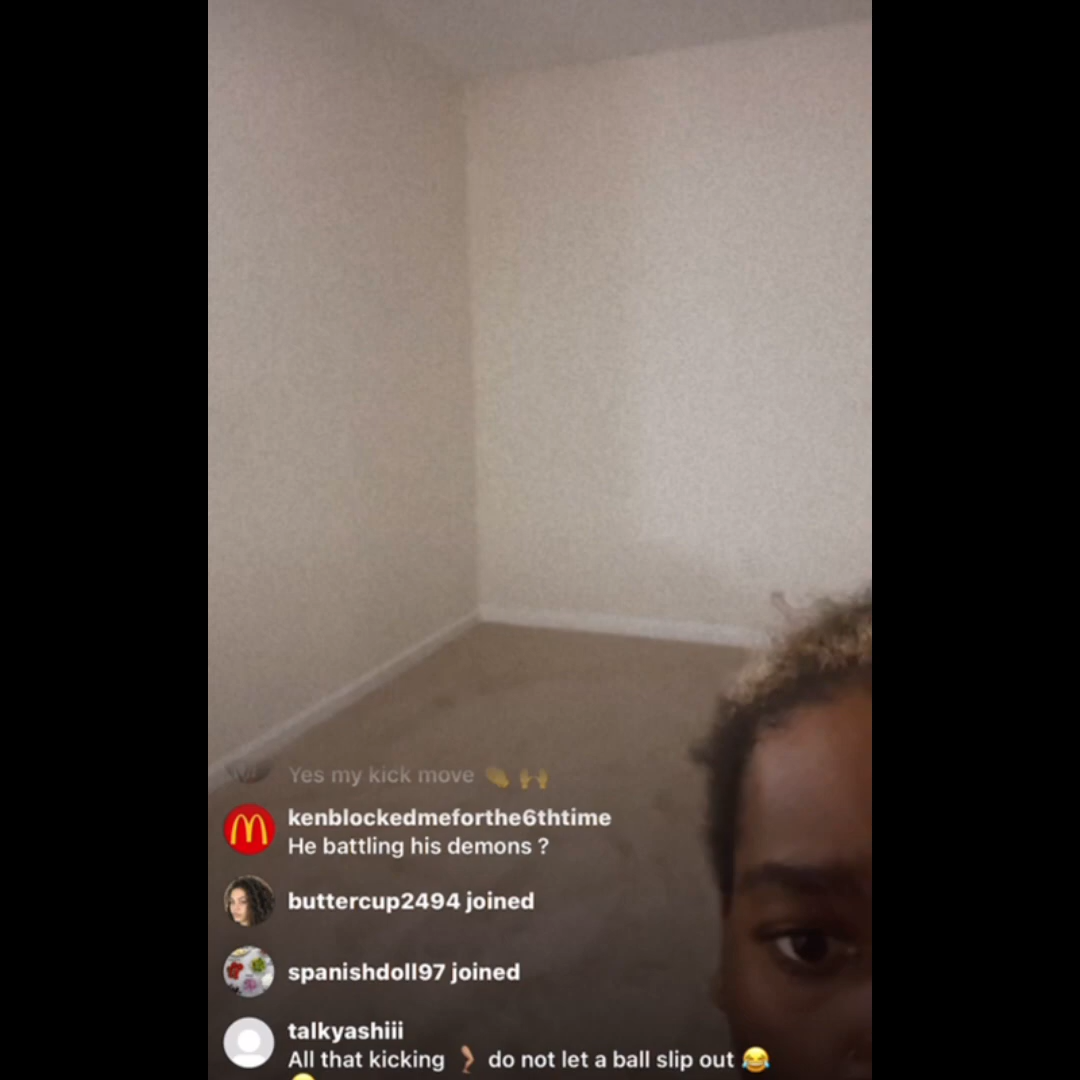 Yes my kick move 👏 🙌
kenblockedmeforthe6thtime
He battling his demons ?
buttercup2494 joined
spanishdoll97 joined
talkyashiii
All that kicking 🦵🏽 do not let a ball slip out 😂